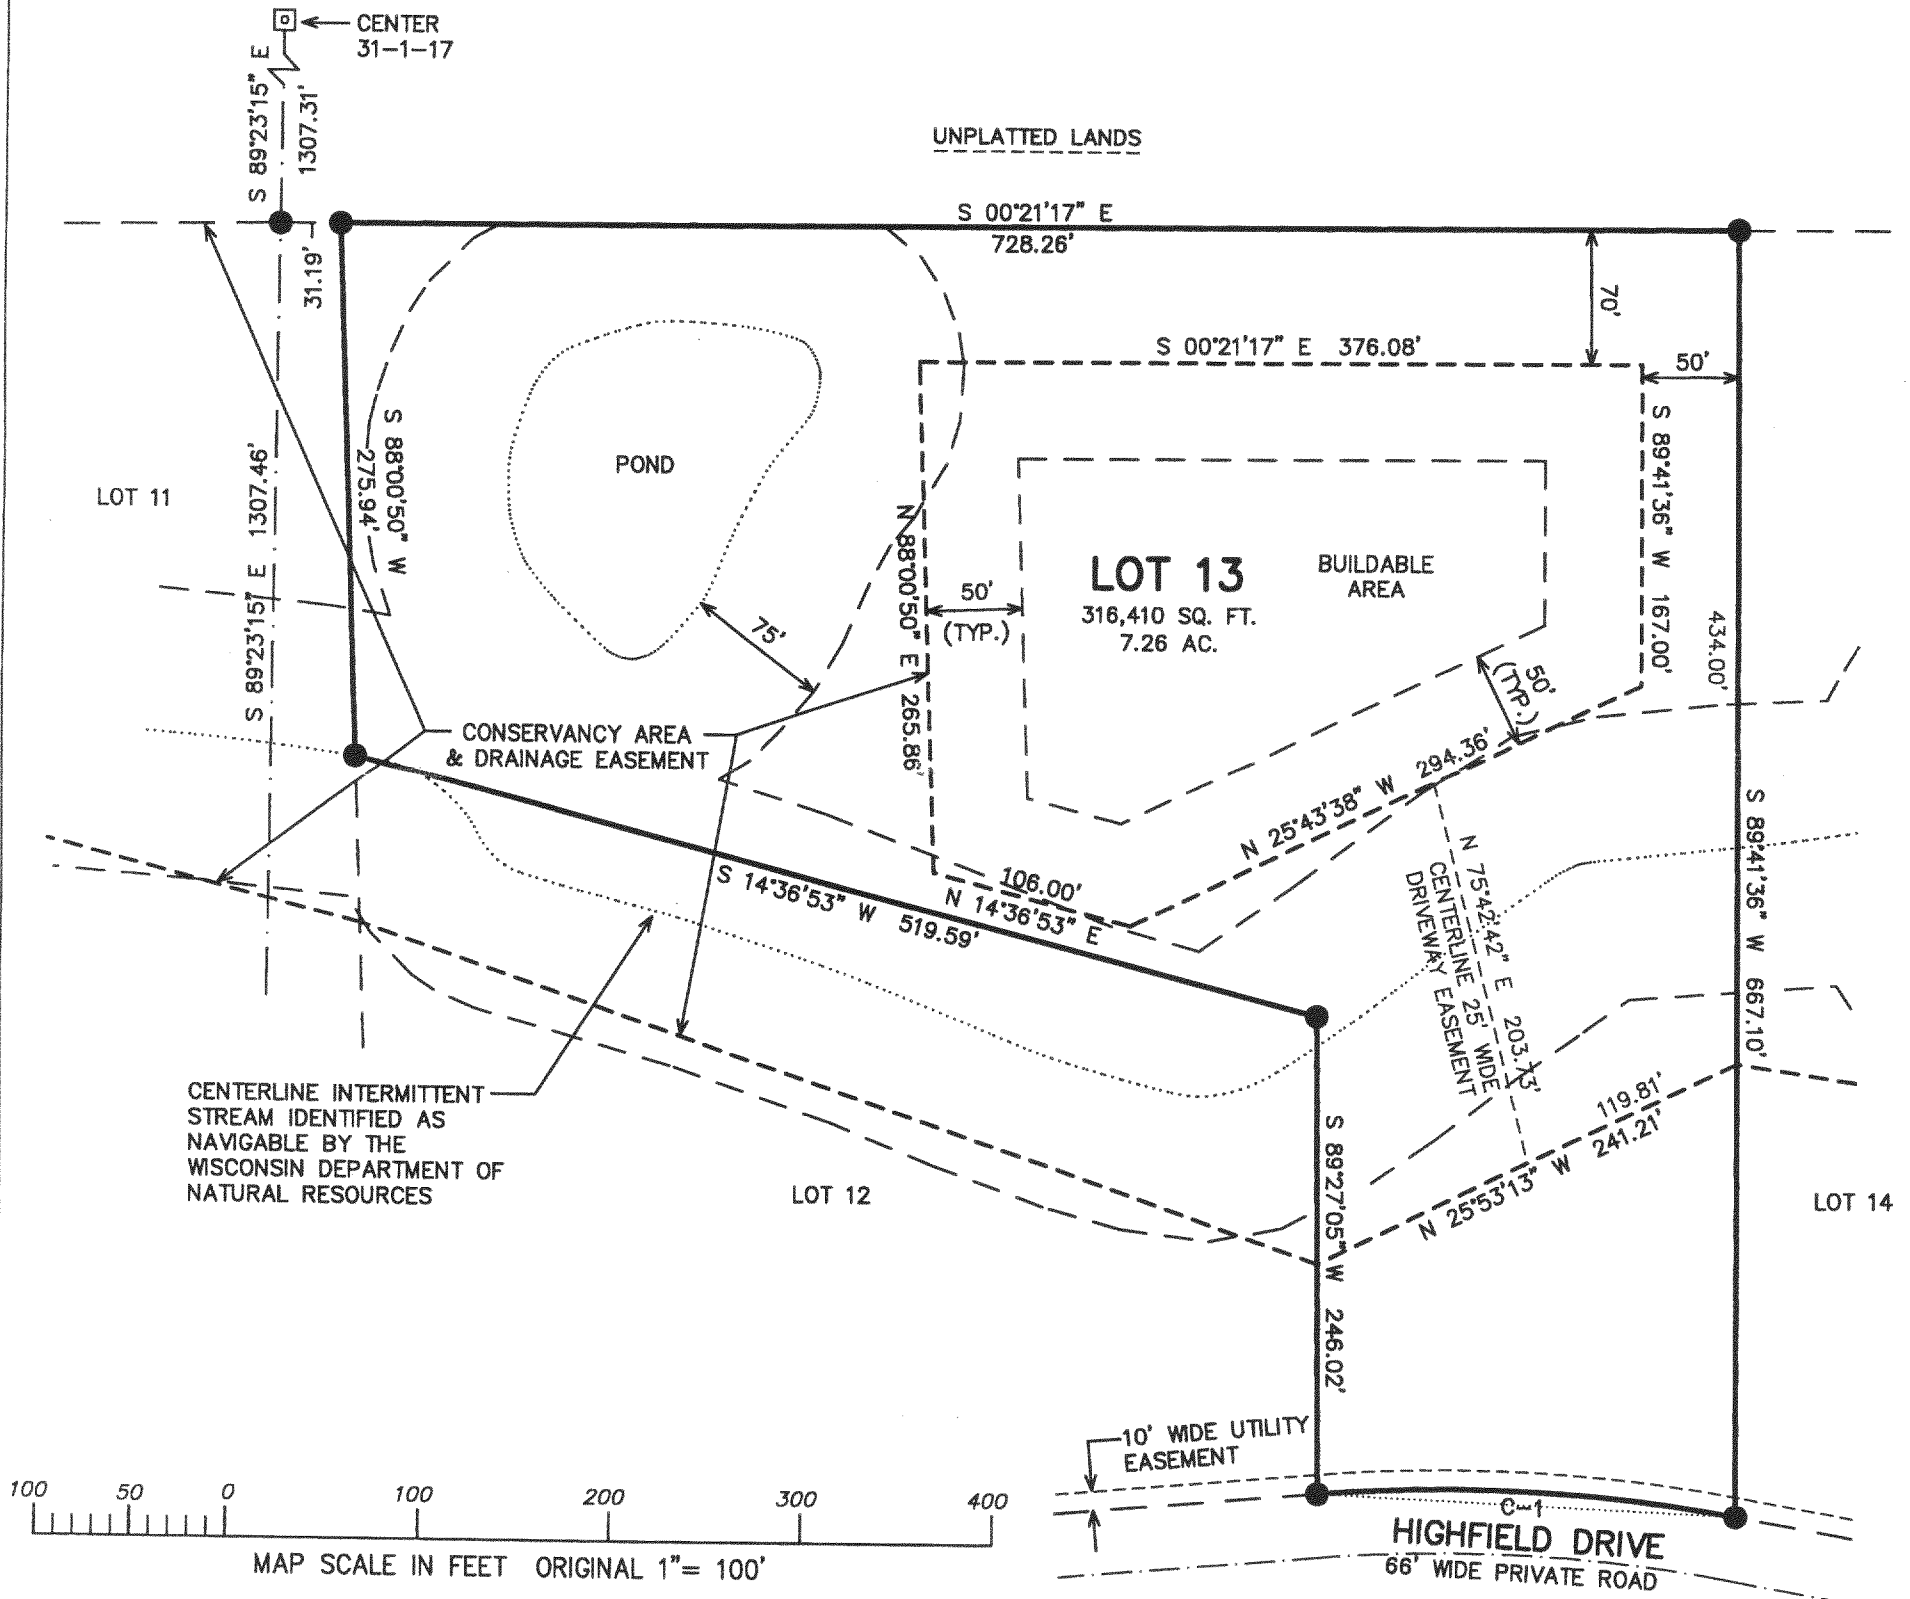 CENTER
31-1-17
S 89°23'15" E
1307.31'
UNPLATTED LANDS
S 00°21'17" E
728.26'
31.19'
70'
S 00°21'17" E 376.08'
50'
S 88°00'50" W
275.94'
POND
LOT 11
S 89°23'15" E 1307.46'
N 88°00'50" E 265.86'
75'
50'
(TYP.)
LOT 13
316,410 SQ. FT.
7.26 AC.
BUILDABLE
AREA
S 89°41'36" W 167.00'
434.00'
50'
(TYP.)
CONSERVANCY AREA
& DRAINAGE EASEMENT
N 25°43'38" W 294.36'
106.00'
N 14°36'53" E
S 14°36'53" W 519.59'
N 75°42'42" E 203.73'
CENTERLINE 25' WIDE
DRIVEWAY EASEMENT
S 89°41'36" W 667.10'
CENTERLINE INTERMITTENT
STREAM IDENTIFIED AS
NAVIGABLE BY THE
WISCONSIN DEPARTMENT OF
NATURAL RESOURCES
LOT 12
S 89°27'05" W 246.02'
119.81'
N 25°53'13" W 241.21'
LOT 14
10' WIDE UTILITY
EASEMENT
C-1
HIGHFIELD DRIVE
66' WIDE PRIVATE ROAD
100 50 0 100 200 300 400
MAP SCALE IN FEET ORIGINAL 1"= 100'